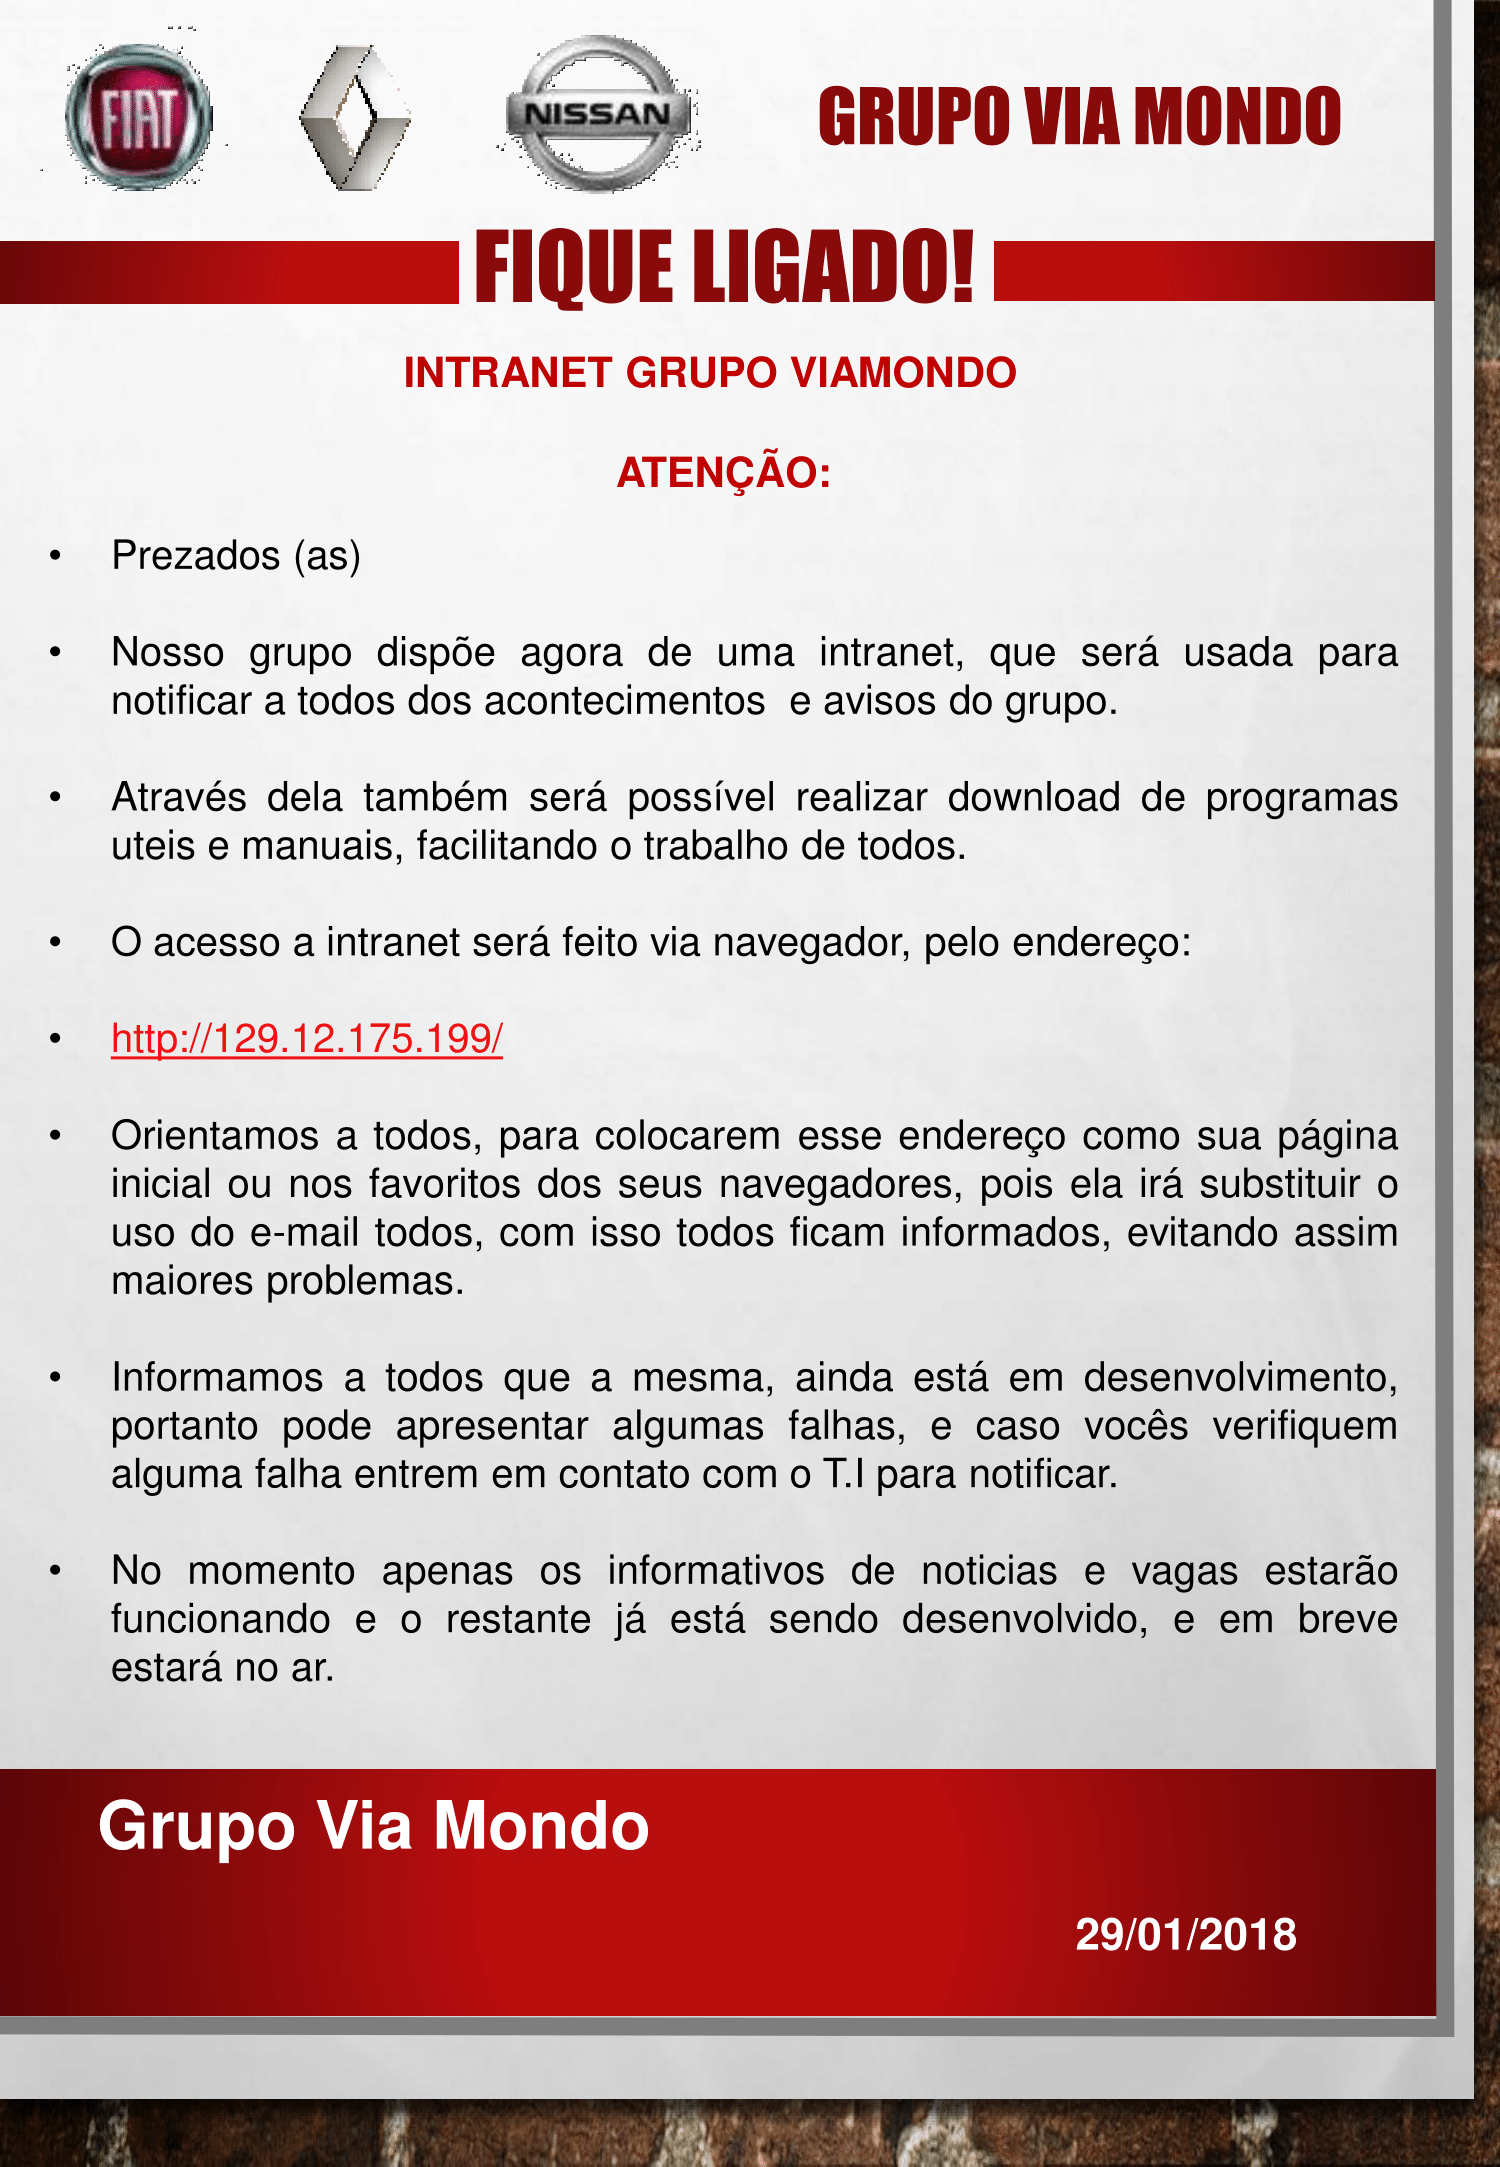 FIAT
NISSAN
GRUPO VIA MONDO
FIQUE LIGADO!
INTRANET GRUPO VIAMONDO
ATENÇÃO:
• Prezados (as)
• Nosso grupo dispõe agora de uma intranet, que será usada para
notificar a todos dos acontecimentos  e avisos do grupo.
• Através dela também será possível realizar download de programas
uteis e manuais, facilitando o trabalho de todos.
• O acesso a intranet será feito via navegador, pelo endereço:
• http://129.12.175.199/
• Orientamos a todos, para colocarem esse endereço como sua página
inicial ou nos favoritos dos seus navegadores, pois ela irá substituir o
uso do e-mail todos, com isso todos ficam informados, evitando assim
maiores problemas.
• Informamos a todos que a mesma, ainda está em desenvolvimento,
portanto pode apresentar algumas falhas, e caso vocês verifiquem
alguma falha entrem em contato com o T.I para notificar.
• No momento apenas os informativos de noticias e vagas estarão
funcionando e o restante já está sendo desenvolvido, e em breve
estará no ar.
Grupo Via Mondo
29/01/2018